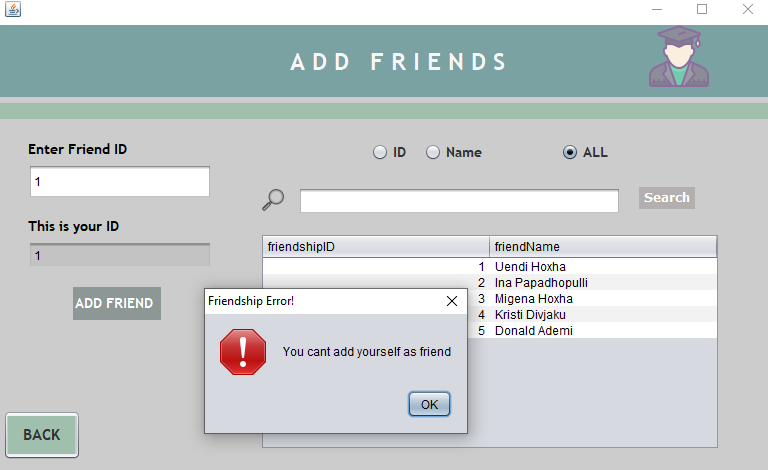 ADD FRIENDS
Enter Friend ID
1
This is your ID
1
ADD FRIEND
BACK
ID Name ALL
Search
friendshipID friendName
1 Uendi Hoxha
2 Ina Papadhopulli
3 Migena Hoxha
4 Kristi Divjaku
5 Donald Ademi
Friendship Error!
You cant add yourself as friend
OK